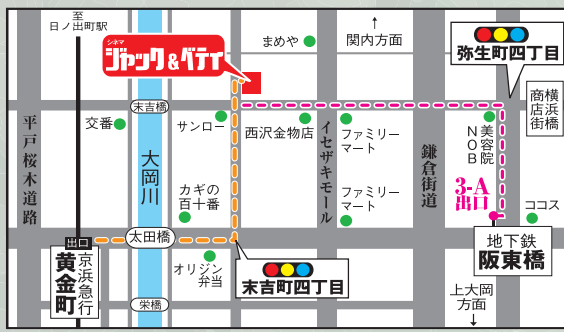 至
日ノ出町駅
まめや
↑
関内方面
弥生町四丁目
シネマ
ジャック&ベティ
横浜橋
商店街
末吉橋
平戸桜木道路
交番
サンロー
西沢金物店
イセザキモール
ファミリー
マート
鎌倉街道
美容院
NOB
大岡川
カギの
百十番
ファミリー
マート
3-A
出口
ココス
出口
太田橋
京浜急行
黄金町
オリジン
弁当
末吉町四丁目
地下鉄
阪東橋
栄橋
上大岡
方面
↓